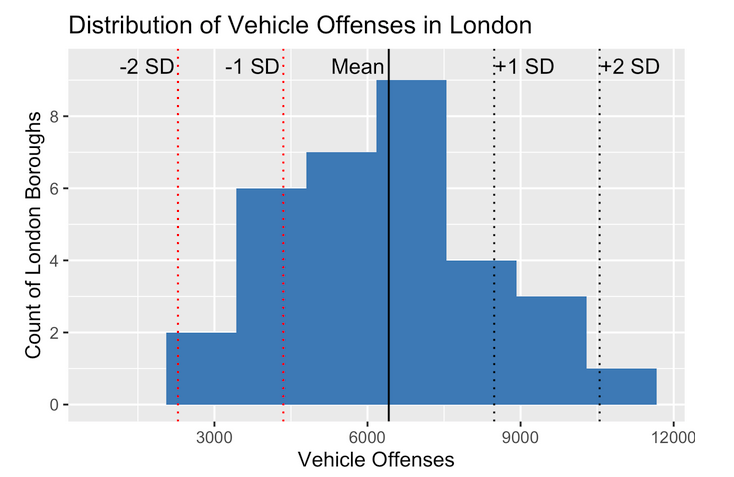 Distribution of Vehicle Offenses in London
-2 SD -1 SD Mean +1 SD +2 SD
8
6
4
2
0
Count of London Boroughs
3000 6000 9000 12000
Vehicle Offenses